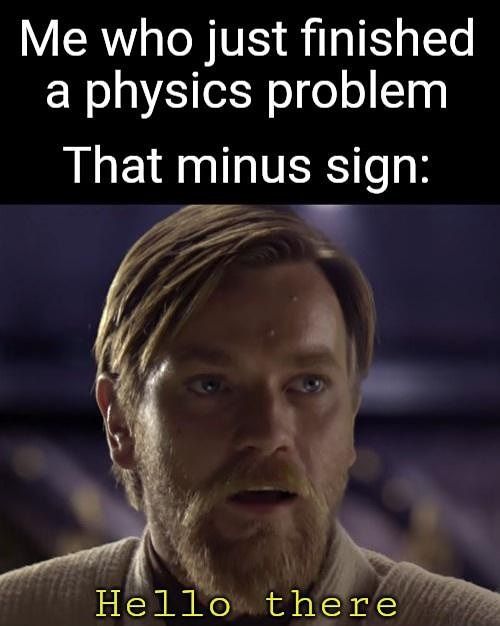 Me who just finished
a physics problem
That minus sign:
Hello there